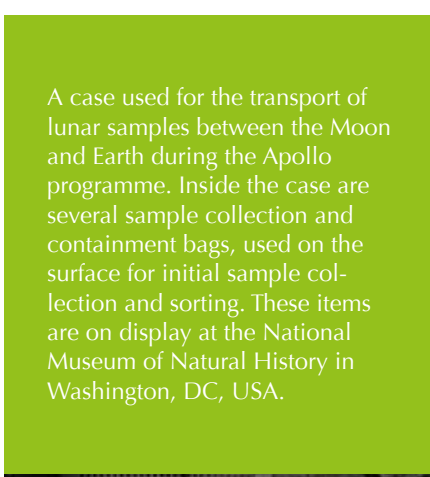 A case used for the transport of
lunar samples between the Moon
and Earth during the Apollo
programme. Inside the case are
several sample collection and
containment bags, used on the
surface for initial sample col-
lection and sorting. These items
are on display at the National
Museum of Natural History in
Washington, DC, USA.